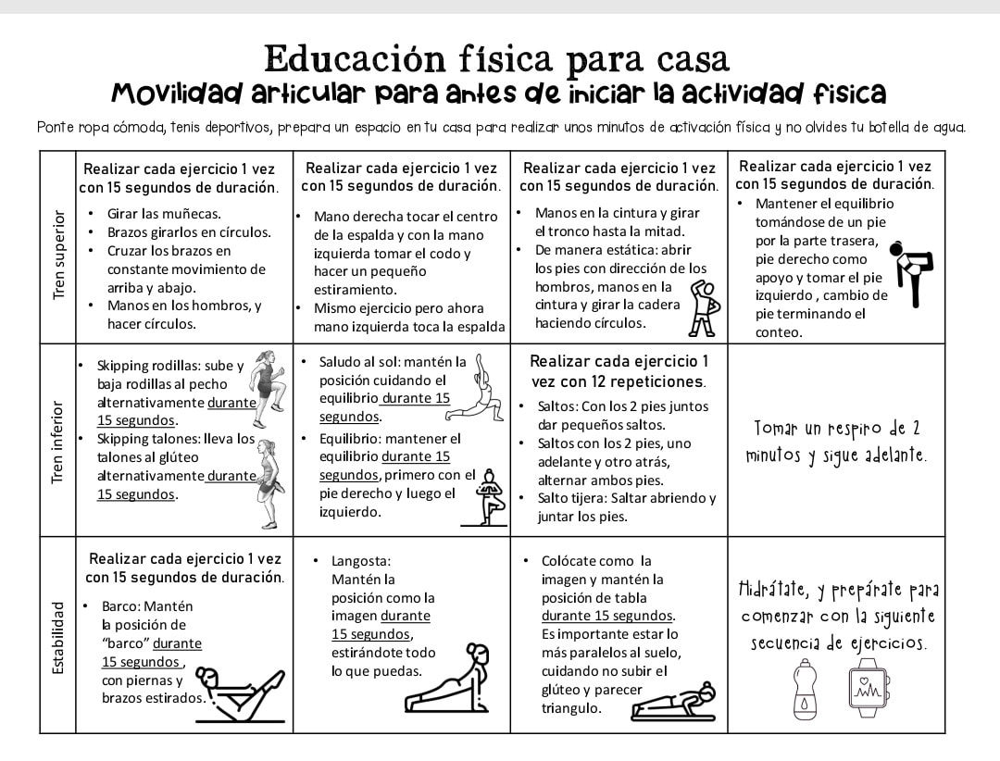 Educación física para casa
Movilidad articular para antes de iniciar la actividad fisica
Ponte ropa cómoda, tenis deportivos, prepara un espacio en tu casa para realizar unos minutos de activación física y no olvides tu botella de agua.
Tren superior
Realizar cada ejercicio 1 vez
con 15 segundos de duración.
• Girar las muñecas.
• Brazos girarlos en círculos.
• Cruzar los brazos en
constante movimiento de
arriba y abajo.
• Manos en los hombros, y
hacer círculos.
Realizar cada ejercicio 1 vez
con 15 segundos de duración.
• Mano derecha tocar el centro
de la espalda y con la mano
izquierda tomar el codo y
hacer un pequeño
estiramiento.
• Mismo ejercicio pero ahora
mano izquierda toca la espalda
Realizar cada ejercicio 1 vez
con 15 segundos de duración.
• Manos en la cintura y girar
el tronco hasta la mitad.
• De manera estática: abrir
los pies con dirección de los
hombros, manos en la
cintura y girar la cadera
haciendo círculos.
Realizar cada ejercicio 1 vez
con 15 segundos de duración.
• Mantener el equilibrio
tomándose de un pie
por la parte trasera,
pie derecho como
apoyo y tomar el pie
izquierdo , cambio de
pie terminando el
conteo.
Tren inferior
• Skipping rodillas: sube y
baja rodillas al pecho
alternativamente durante
15 segundos.
• Skipping talones: lleva los
talones al glúteo
alternativamente durante
15 segundos.
• Saludo al sol: mantén la
posición cuidando el
equilibrio durante 15
segundos.
• Equilibrio: mantener el
equilibrio durante 15
segundos, primero con el
pie derecho y luego el
izquierdo.
Realizar cada ejercicio 1
vez con 12 repeticiones.
• Saltos: Con los 2 pies juntos
dar pequeños saltos.
• Saltos con los 2 pies, uno
adelante y otro atrás,
alternar ambos pies.
• Salto tijera: Saltar abriendo y
juntar los pies.
Tomar un respiro de 2
minutos y sigue adelante.
Estabilidad
Realizar cada ejercicio 1 vez
con 15 segundos de duración.
• Barco: Mantén
la posición de
“barco” durante
15 segundos ,
con piernas y
brazos estirados.
• Langosta:
Mantén la
posición como la
imagen durante
15 segundos,
estirándote todo
lo que puedas.
• Colócate como la
imagen y mantén la
posición de tabla
durante 15 segundos.
Es importante estar lo
más paralelos al suelo,
cuidando no subir el
glúteo y parecer
triangulo.
Hidrátate, y prepárate para
comenzar con la siguiente
secuencia de ejercicios.